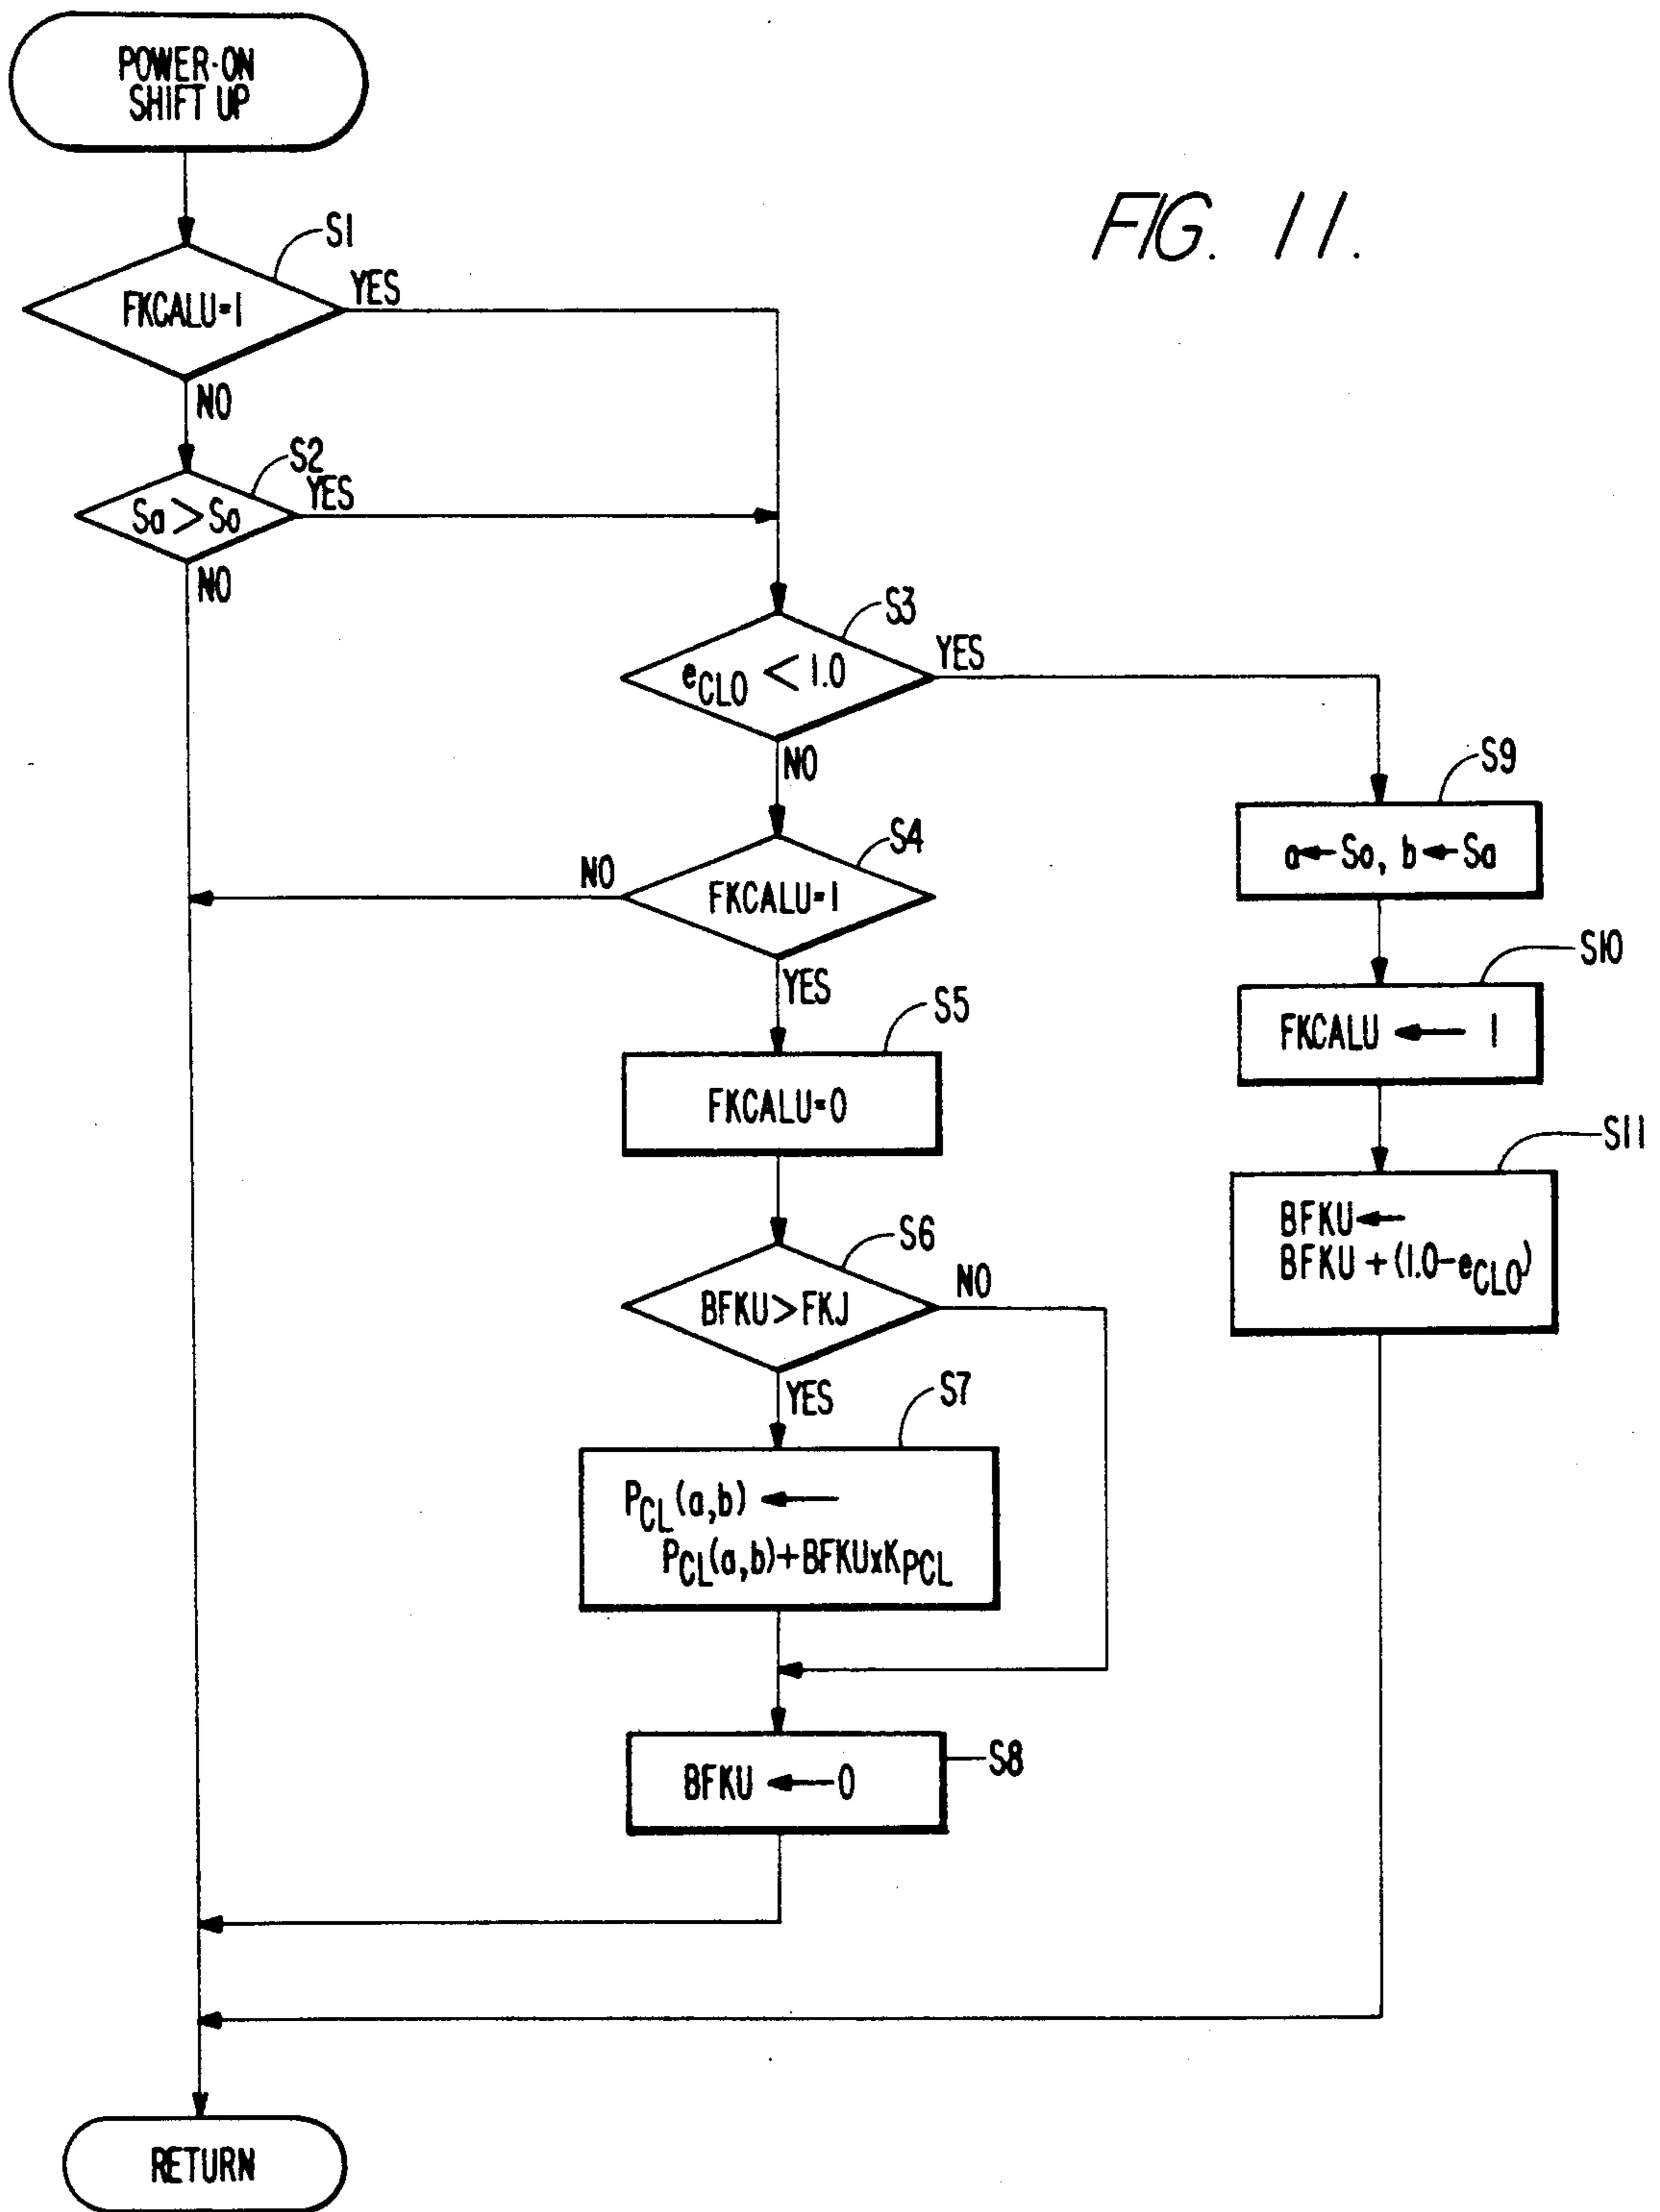 POWER-ON
SHIFT UP
FIG. 11.
S1
FKCALU=1
YES
NO
S2
Sa > So
YES
NO
S3
eCLO < 1.0
YES
NO
S9
a←So, b←Sa
S4
FKCALU=1
NO
YES
S10
FKCALU ← 1
S5
FKCALU=0
S11
BFKU←
BFKU + (1.0-eCLO)
S6
BFKU>FKJ
NO
YES
S7
PCL(a,b) ←
PCL(a,b)+BFKUxKPCL
S8
BFKU ← 0
RETURN